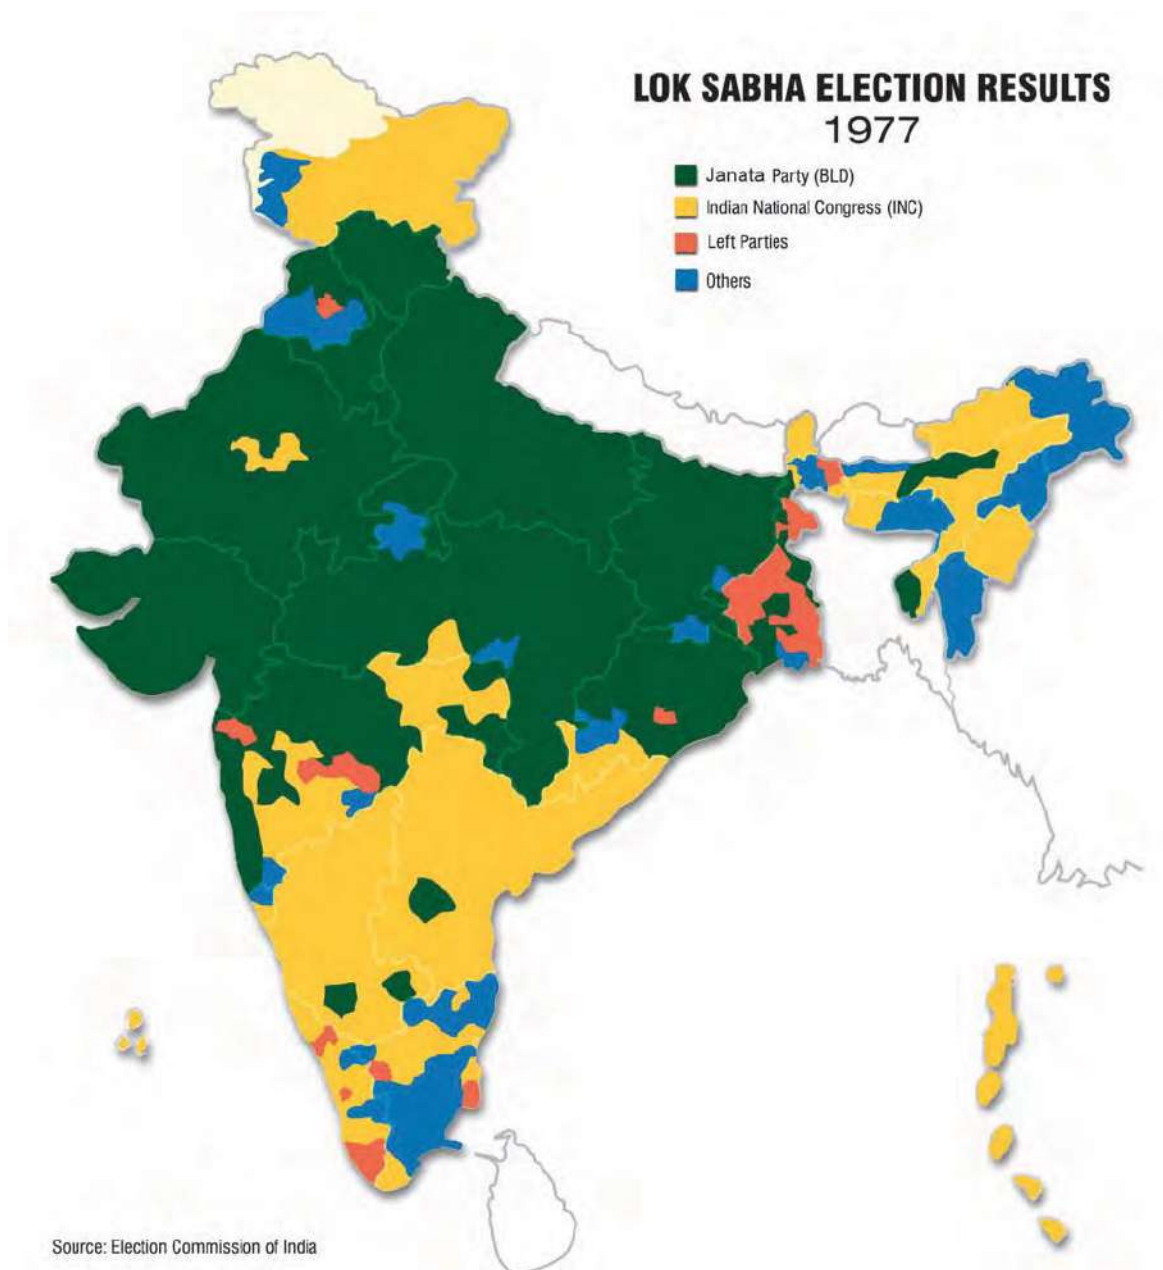 LOK SABHA ELECTION RESULTS
1977
Janata Party (BLD)
Indian National Congress (INC)
Left Parties
Others
Source: Election Commission of India